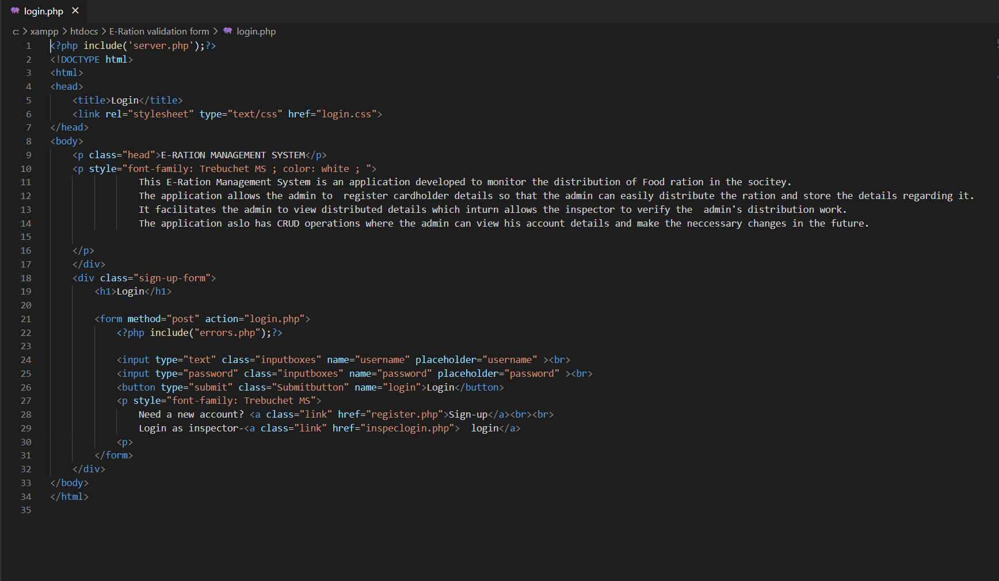 login.php ×
c: > xampp > htdocs > E-Ration validation form > login.php
1 <?php include('server.php');?>
2 <!DOCTYPE html>
3 <html>
4 <head>
5     <title>Login</title>
6     <link rel="stylesheet" type="text/css" href="login.css">
7 </head>
8 <body>
9     <p class="head">E-RATION MANAGEMENT SYSTEM</p>
10     <p style="font-family: Trebuchet MS ; color: white ; ">
11                 This E-Ration Management System is an application developed to monitor the distribution of Food ration in the socitey.
12                 The application allows the admin to  register cardholder details so that the admin can easily distribute the ration and store the details regarding it.
13                 It facilitates the admin to view distributed details which inturn allows the inspector to verify the  admin's distribution work.
14                 The application aslo has CRUD operations where the admin can view his account details and make the neccessary changes in the future.
15
16     </p>
17     </div>
18     <div class="sign-up-form">
19         <h1>Login</h1>
20
21         <form method="post" action="login.php">
22             <?php include("errors.php");?>
23
24             <input type="text" class="inputboxes" name="username" placeholder="username" ><br>
25             <input type="password" class="inputboxes" name="password" placeholder="password" ><br>
26             <button type="submit" class="Submitbutton" name="login">Login</button>
27             <p style="font-family: Trebuchet MS">
28                 Need a new account? <a class="link" href="register.php">Sign-up</a><br><br>
29                 Login as inspector-<a class="link" href="inspeclogin.php">  login</a>
30             <p>
31         </form>
32     </div>
33 </body>
34 </html>
35